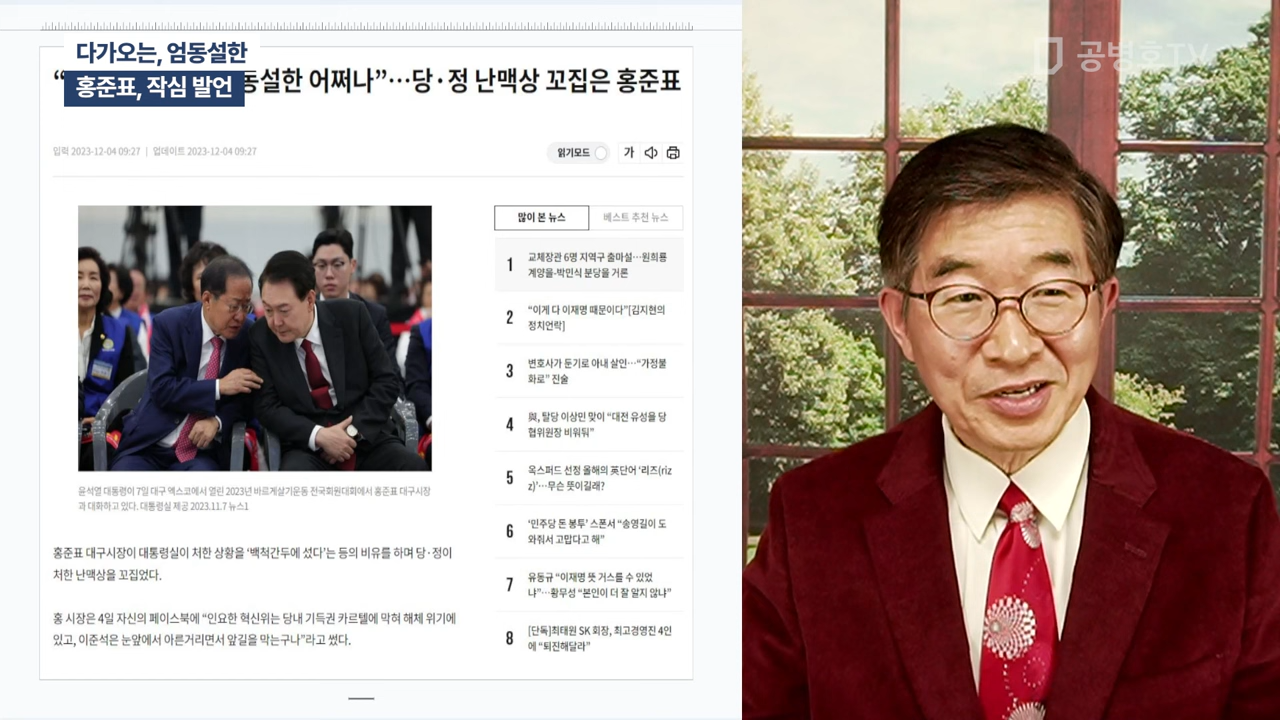 다가오는, 엄동설한
홍준표, 작심 발언
동설한 어쩌나”…당·정 난맥상 꼬집은 홍준표
공병호TV
입력 2023-12-04 09:27 | 업데이트 2023-12-04 09:27
읽기모드
가
많이 본 뉴스
베스트 추천 뉴스
1
교체장관 6명 지역구 출마설…원희룡
계양을-박민식 분당을 거론
2
“이게 다 이재명 때문이다”[김지현의
정치언락]
3
변호사가 둔기로 아내 살인…“가정불
화로” 진술
4
與, 탈당 이상민 맞이 “대전 유성을 당
협위원장 비워둬”
5
옥스퍼드 선정 올해의 英단어 ‘리즈(riz
z)’…무슨 뜻이길래?
6
‘민주당 돈 봉투’ 스폰서 “송영길이 도
와줘서 고맙다고 해”
7
유동규 “이재명 뜻 거스를 수 있었
냐”…황무성 “본인이 더 잘 알지 않냐”
8
[단독]최태원 SK 회장, 최고경영진 4인
에 “퇴진해달라”
윤석열 대통령이 7일 대구 엑스코에서 열린 2023년 바르게살기운동 전국회원대회에서 홍준표 대구시장
과 대화하고 있다. 대통령실 제공 2023.11.7 뉴스1
홍준표 대구시장이 대통령실이 처한 상황을 ‘백척간두에 섰다’는 등의 비유를 하며 당·정이
처한 난맥상을 꼬집었다.
홍 시장은 4일 자신의 페이스북에 “인요한 혁신위는 당내 기득권 카르텔에 막혀 해체 위기에
있고, 이준석은 눈앞에서 아른거리면서 앞길을 막는구나”라고 썼다.